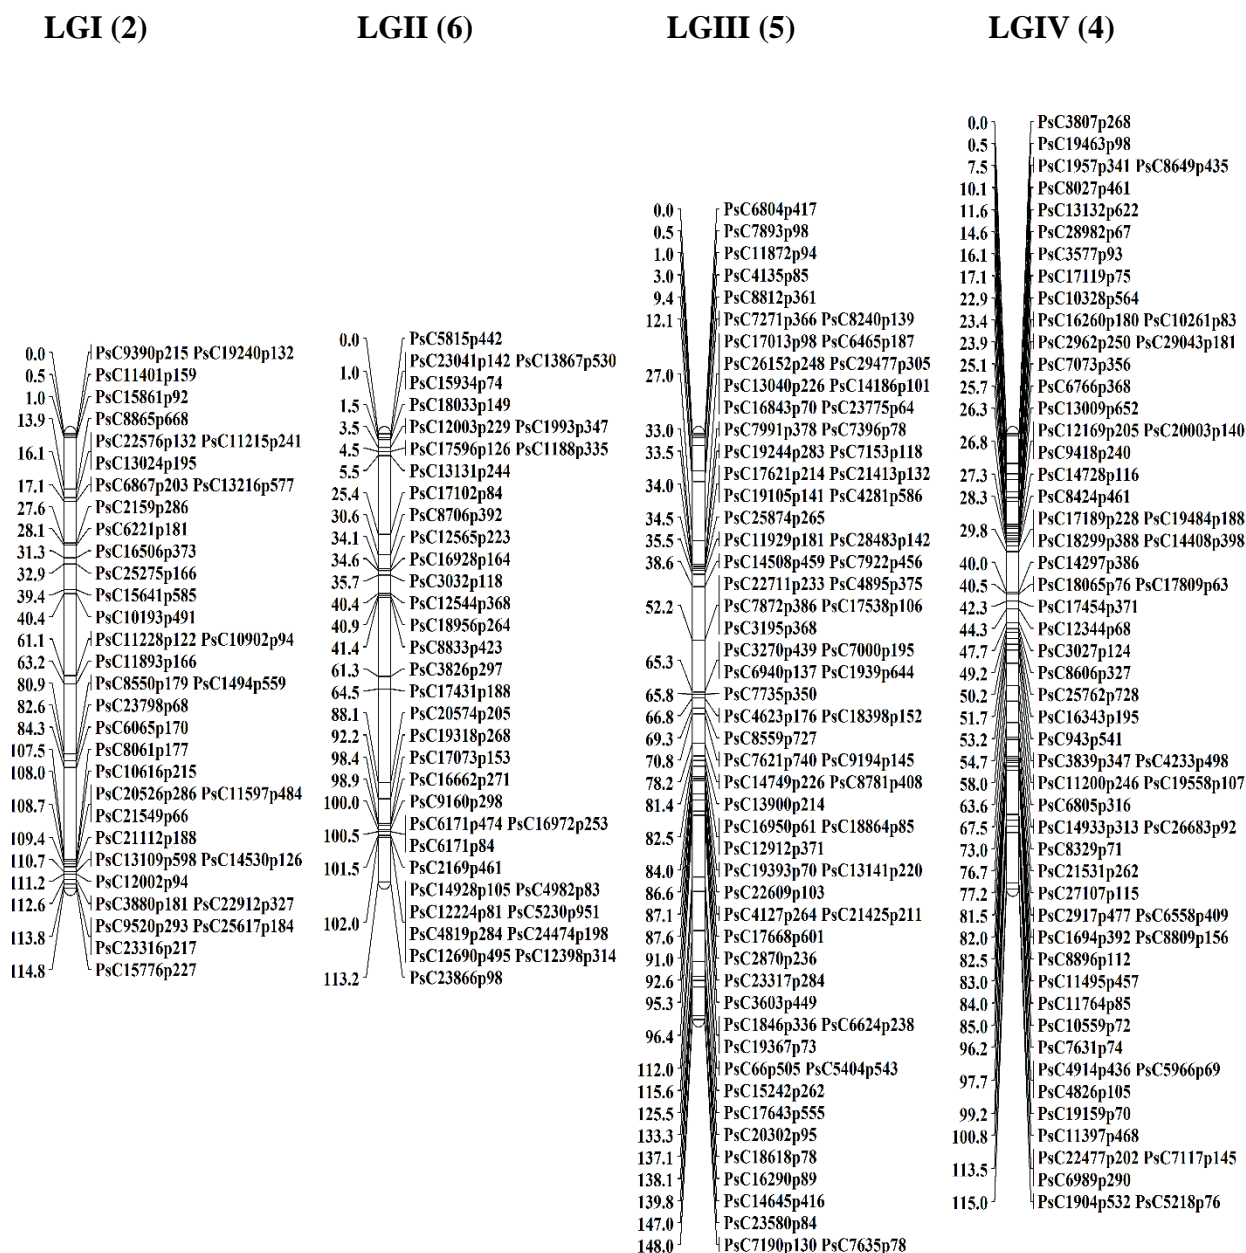 LGI (2)
0.0 PsC9390p215 PsC19240p132
0.5 PsC11401p159
1.0 PsC15861p92
13.9 PsC8865p668
16.1 PsC22576p132 PsC11215p241
PsC13024p195
17.1 PsC6867p203 PsC13216p577
27.6 PsC2159p286
28.1 PsC6221p181
31.3 PsC16506p373
32.9 PsC25275p166
39.4 PsC15641p585
40.4 PsC10193p491
61.1 PsC11228p122 PsC10902p94
63.2 PsC11893p166
80.9 PsC8550p179 PsC1494p559
82.6 PsC23798p68
84.3 PsC6065p170
107.5 PsC8061p177
108.0 PsC10616p215
108.7 PsC20526p286 PsC11597p484
PsC21549p66
109.4 PsC21112p188
110.7 PsC13109p598 PsC14530p126
111.2 PsC12002p94
112.6 PsC3880p181 PsC22912p327
113.8 PsC9520p293 PsC25617p184
PsC23316p217
114.8 PsC15776p227
LGII (6)
0.0 PsC5815p442
1.0 PsC23041p142 PsC13867p530
PsC15934p74
1.5 PsC18033p149
3.5 PsC12003p229 PsC1993p347
4.5 PsC17596p126 PsC1188p335
5.5 PsC13131p244
25.4 PsC17102p84
30.6 PsC8706p392
34.1 PsC12565p223
34.6 PsC16928p164
35.7 PsC3032p118
40.4 PsC12544p368
40.9 PsC18956p264
41.4 PsC8833p423
61.3 PsC3826p297
64.5 PsC17431p188
88.1 PsC20574p205
92.2 PsC19318p268
98.4 PsC17073p153
98.9 PsC16662p271
100.0 PsC9160p298
100.5 PsC6171p474 PsC16972p253
PsC6171p84
101.5 PsC2169p461
102.0 PsC14928p105 PsC4982p83
PsC12224p81 PsC5230p951
PsC4819p284 PsC24474p198
PsC12690p495 PsC12398p314
113.2 PsC23866p98
LGIII (5)
0.0 PsC6804p417
0.5 PsC7893p98
1.0 PsC11872p94
3.0 PsC4135p85
9.4 PsC8812p361
12.1 PsC7271p366 PsC8240p139
27.0 PsC17013p98 PsC6465p187
PsC26152p248 PsC29477p305
PsC13040p226 PsC14186p101
PsC16843p70 PsC23775p64
33.0 PsC7991p378 PsC7396p78
33.5 PsC19244p283 PsC7153p118
34.0 PsC17621p214 PsC21413p132
PsC19105p141 PsC4281p586
34.5 PsC25874p265
35.5 PsC11929p181 PsC28483p142
38.6 PsC14508p459 PsC7922p456
52.2 PsC22711p233 PsC4895p375
PsC7872p386 PsC17538p106
PsC3195p368
65.3 PsC3270p439 PsC7000p195
PsC6940p137 PsC1939p644
65.8 PsC7735p350
66.8 PsC4623p176 PsC18398p152
69.3 PsC8559p727
70.8 PsC7621p740 PsC9194p145
78.2 PsC14749p226 PsC8781p408
81.4 PsC13900p214
82.5 PsC16950p61 PsC18864p85
PsC12912p371
84.0 PsC19393p70 PsC13141p220
86.6 PsC22609p103
87.1 PsC4127p264 PsC21425p211
87.6 PsC17668p601
91.0 PsC2870p236
92.6 PsC23317p284
95.3 PsC3603p449
96.4 PsC1846p336 PsC6624p238
PsC19367p73
112.0 PsC66p505 PsC5404p543
115.6 PsC15242p262
125.5 PsC17643p555
133.3 PsC20302p95
137.1 PsC18618p78
138.1 PsC16290p89
139.8 PsC14645p416
147.0 PsC23580p84
148.0 PsC7190p130 PsC7635p78
LGIV (4)
0.0 PsC3807p268
0.5 PsC19463p98
7.5 PsC1957p341 PsC8649p435
10.1 PsC8027p461
11.6 PsC13132p622
14.6 PsC28982p67
16.1 PsC3577p93
17.1 PsC17119p75
22.9 PsC10328p564
23.4 PsC16260p180 PsC10261p83
23.9 PsC2962p250 PsC29043p181
25.1 PsC7073p356
25.7 PsC6766p368
26.3 PsC13009p652
26.8 PsC12169p205 PsC20003p140
PsC9418p240
27.3 PsC14728p116
28.3 PsC8424p461
29.8 PsC17189p228 PsC19484p188
PsC18299p388 PsC14408p398
40.0 PsC14297p386
40.5 PsC18065p76 PsC17809p63
42.3 PsC17454p371
44.3 PsC12344p68
47.7 PsC3027p124
49.2 PsC8606p327
50.2 PsC25762p728
51.7 PsC16343p195
53.2 PsC943p541
54.7 PsC3839p347 PsC4233p498
58.0 PsC11200p246 PsC19558p107
63.6 PsC6805p316
67.5 PsC14933p313 PsC26683p92
73.0 PsC8329p71
76.7 PsC21531p262
77.2 PsC27107p115
81.5 PsC2917p477 PsC6558p409
82.0 PsC1694p392 PsC8809p156
82.5 PsC8896p112
83.0 PsC11495p457
84.0 PsC11764p85
85.0 PsC10559p72
96.2 PsC7631p74
97.7 PsC4914p436 PsC5966p69
PsC4826p105
99.2 PsC19159p70
100.8 PsC11397p468
113.5 PsC22477p202 PsC7117p145
PsC6989p290
115.0 PsC1904p532 PsC5218p76